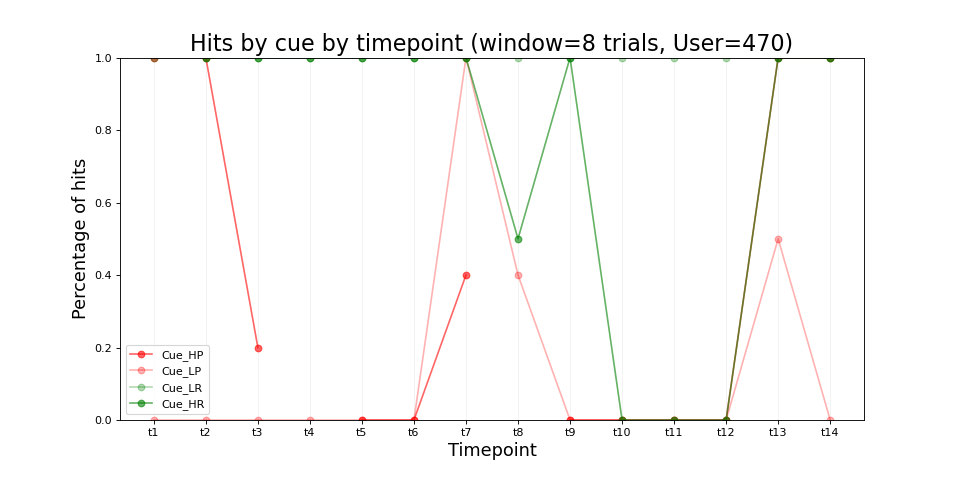 Hits by cue by timepoint (window=8 trials, User=470)
Percentage of hits
1.0
0.8
0.6
0.4
0.2
0.0
Cue_HP
Cue_LP
Cue_LR
Cue_HR
t1 t2 t3 t4 t5 t6 t7 t8 t9 t10 t11 t12 t13 t14
Timepoint